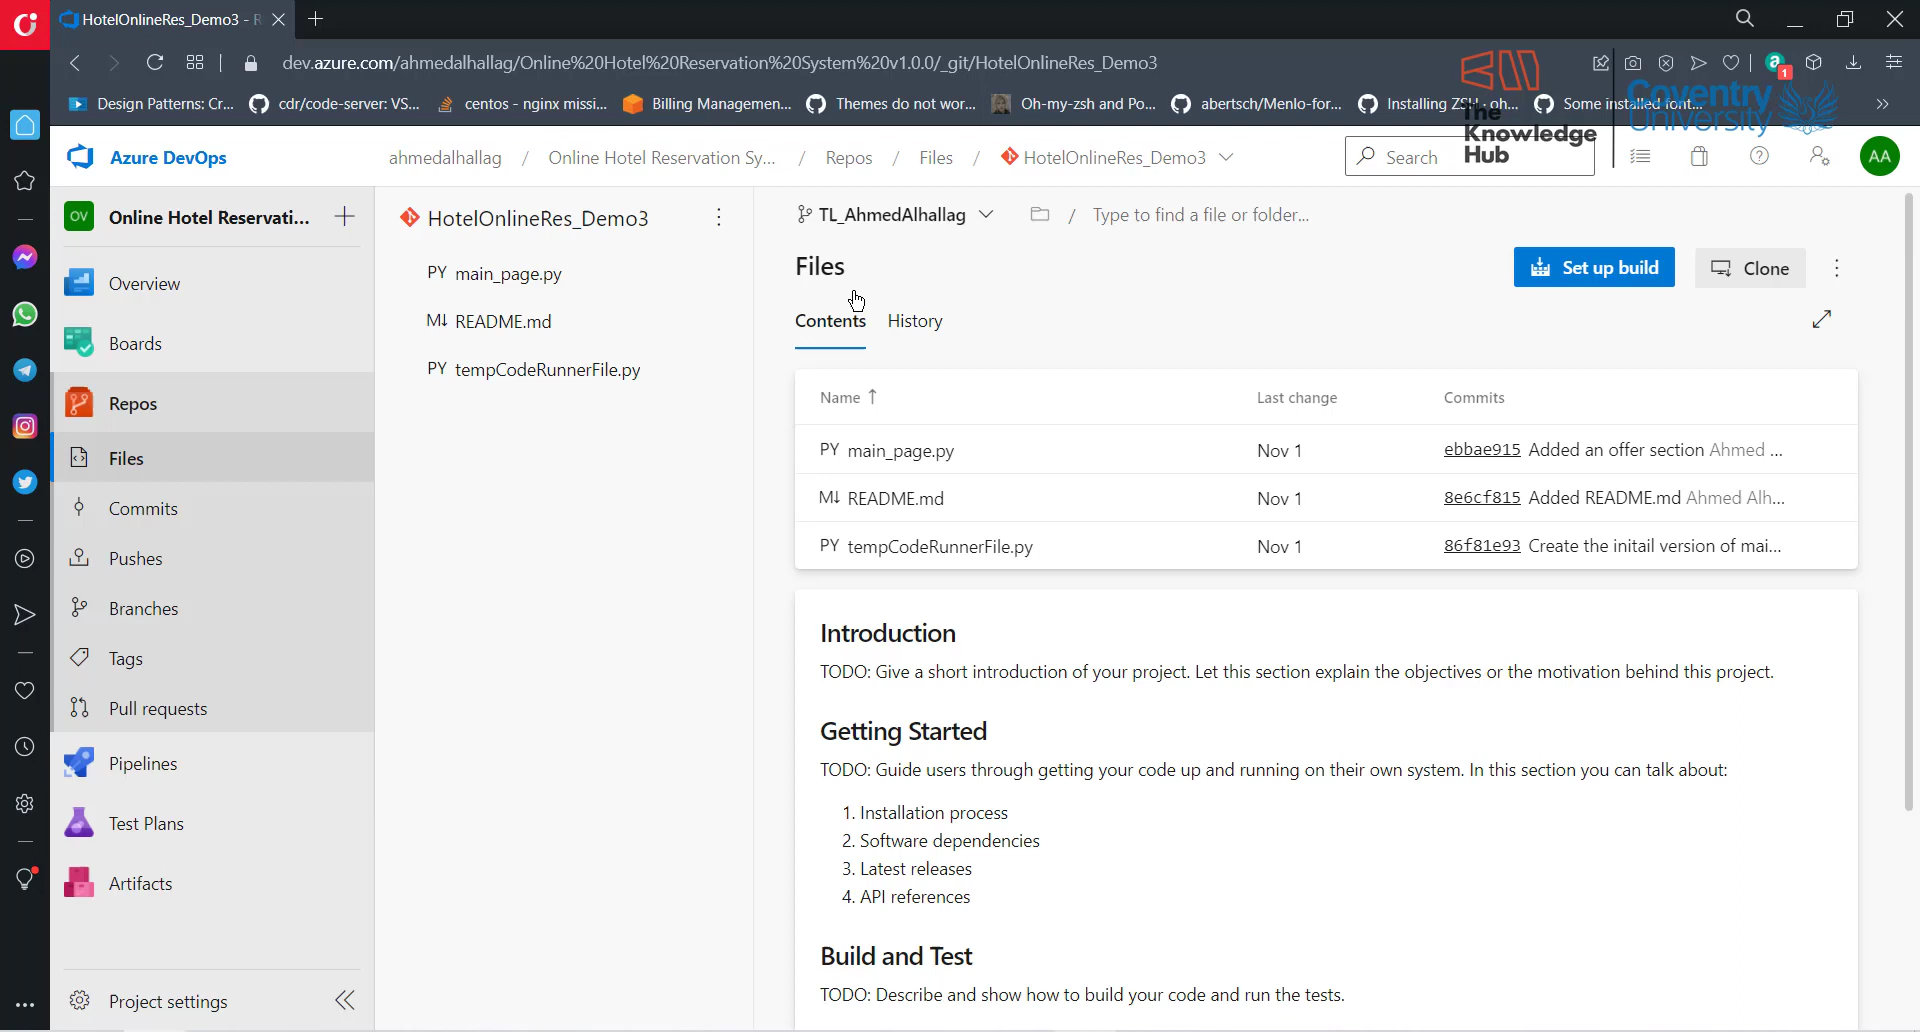 HotelOnlineRes_Demo3 - R
dev.azure.com/ahmedalhallag/Online%20Hotel%20Reservation%20System%20v1.0.0/_git/HotelOnlineRes_Demo3
1
Design Patterns: Cr...
cdr/code-server: VS...
centos - nginx missi...
Billing Managemen...
Themes do not wor...
Oh-my-zsh and Po...
abertsch/Menlo-for...
Installing ZSH · oh...
Some installed font...
The
Knowledge
Hub
Coventry
University
Azure DevOps
ahmedalhallag / Online Hotel Reservation Sy... / Repos / Files / HotelOnlineRes_Demo3
Search
AA
OV Online Hotel Reservati...
Overview
Boards
Repos
Files
Commits
Pushes
Branches
Tags
Pull requests
Pipelines
Test Plans
Artifacts
Project settings
HotelOnlineRes_Demo3
PY main_page.py
M↓ README.md
PY tempCodeRunnerFile.py
TL_AhmedAlhallag
/ Type to find a file or folder...
Files
Set up build
Clone
Contents
History
Name ↑ Last change Commits
PY main_page.py Nov 1 ebbae915 Added an offer section Ahmed ...
M↓ README.md Nov 1 8e6cf815 Added README.md Ahmed Alh...
PY tempCodeRunnerFile.py Nov 1 86f81e93 Create the initail version of mai...
Introduction
TODO: Give a short introduction of your project. Let this section explain the objectives or the motivation behind this project.
Getting Started
TODO: Guide users through getting your code up and running on their own system. In this section you can talk about:
1. Installation process
2. Software dependencies
3. Latest releases
4. API references
Build and Test
TODO: Describe and show how to build your code and run the tests.